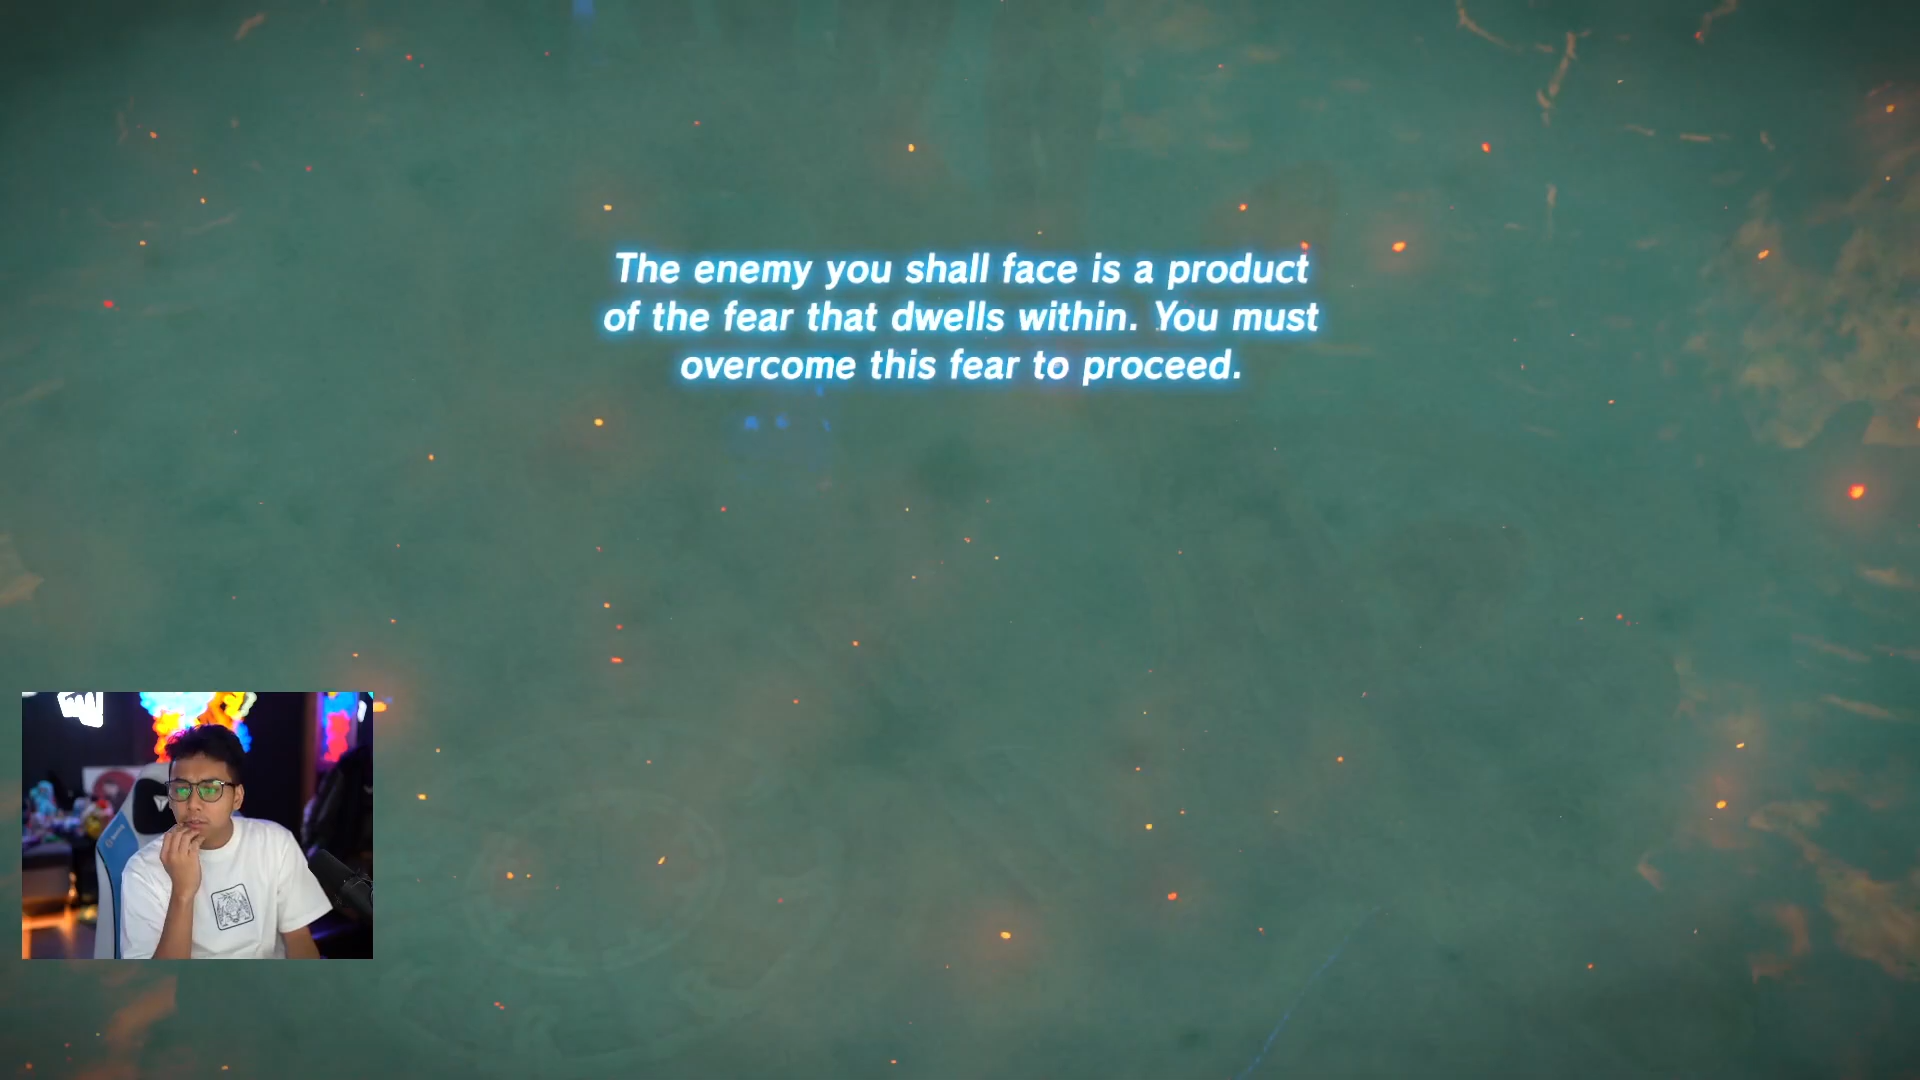 The enemy you shall face is a product
of the fear that dwells within. You must
overcome this fear to proceed.